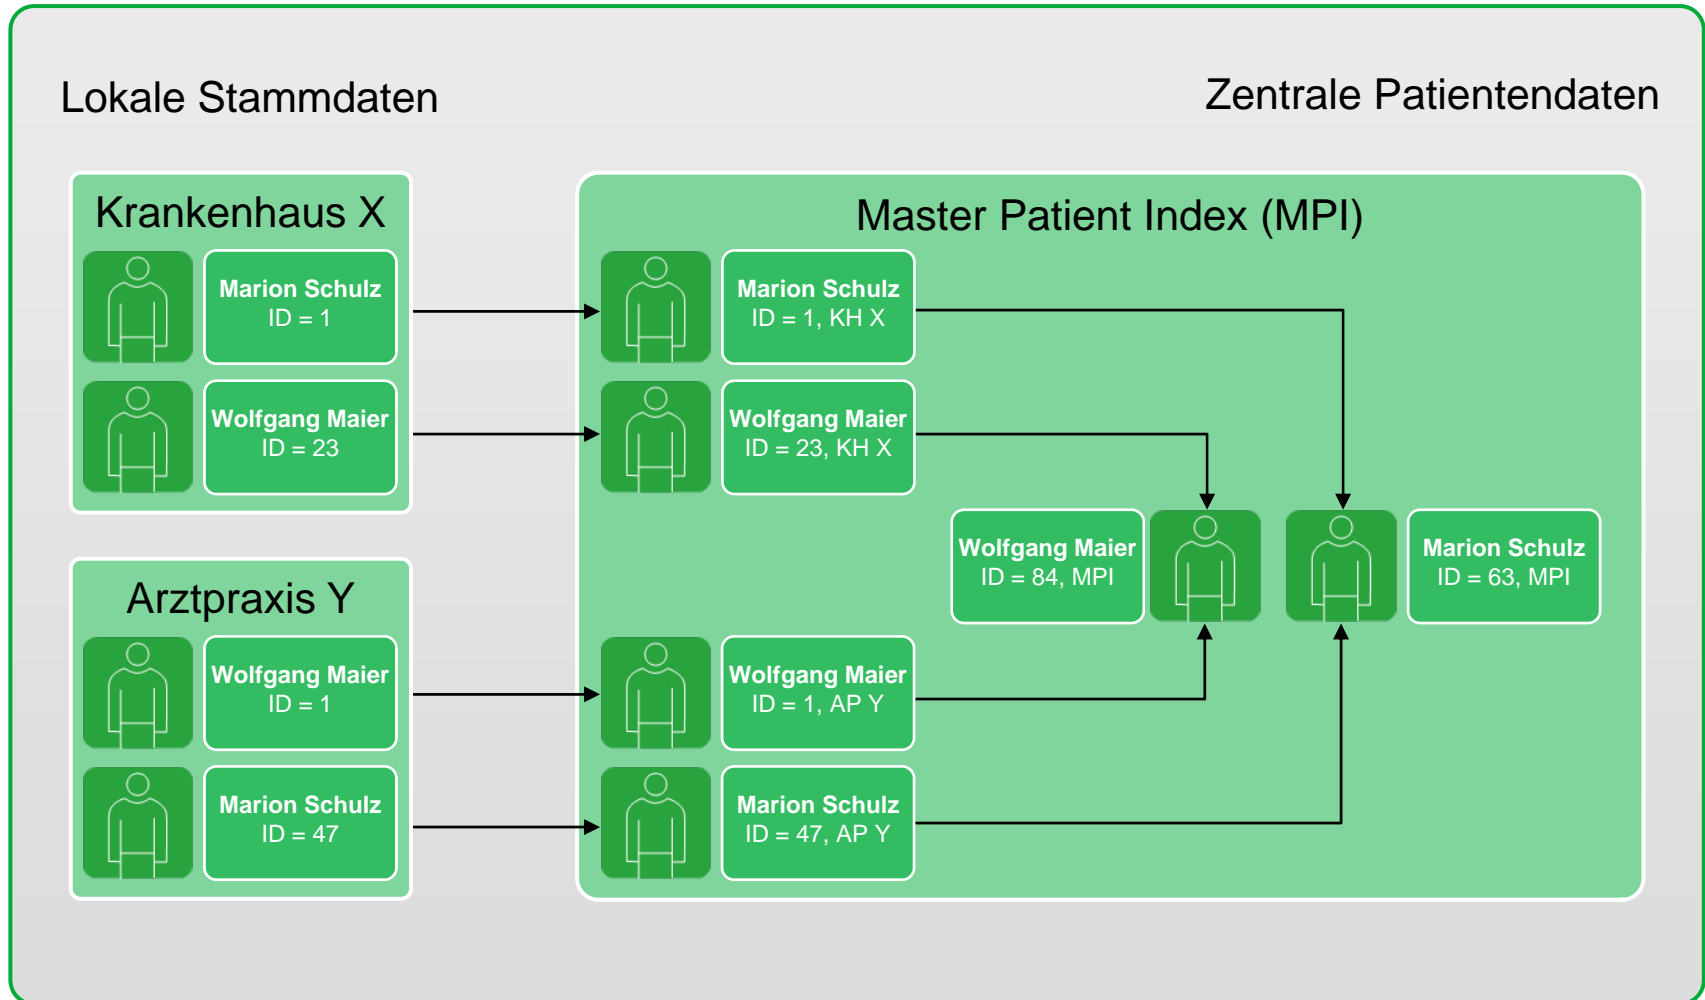 Lokale Stammdaten
Zentrale Patientendaten
Krankenhaus X
Marion Schulz
ID = 1
Wolfgang Maier
ID = 23
Arztpraxis Y
Wolfgang Maier
ID = 1
Marion Schulz
ID = 47
Master Patient Index (MPI)
Marion Schulz
ID = 1, KH X
Wolfgang Maier
ID = 23, KH X
Wolfgang Maier
ID = 84, MPI
Marion Schulz
ID = 63, MPI
Wolfgang Maier
ID = 1, AP Y
Marion Schulz
ID = 47, AP Y